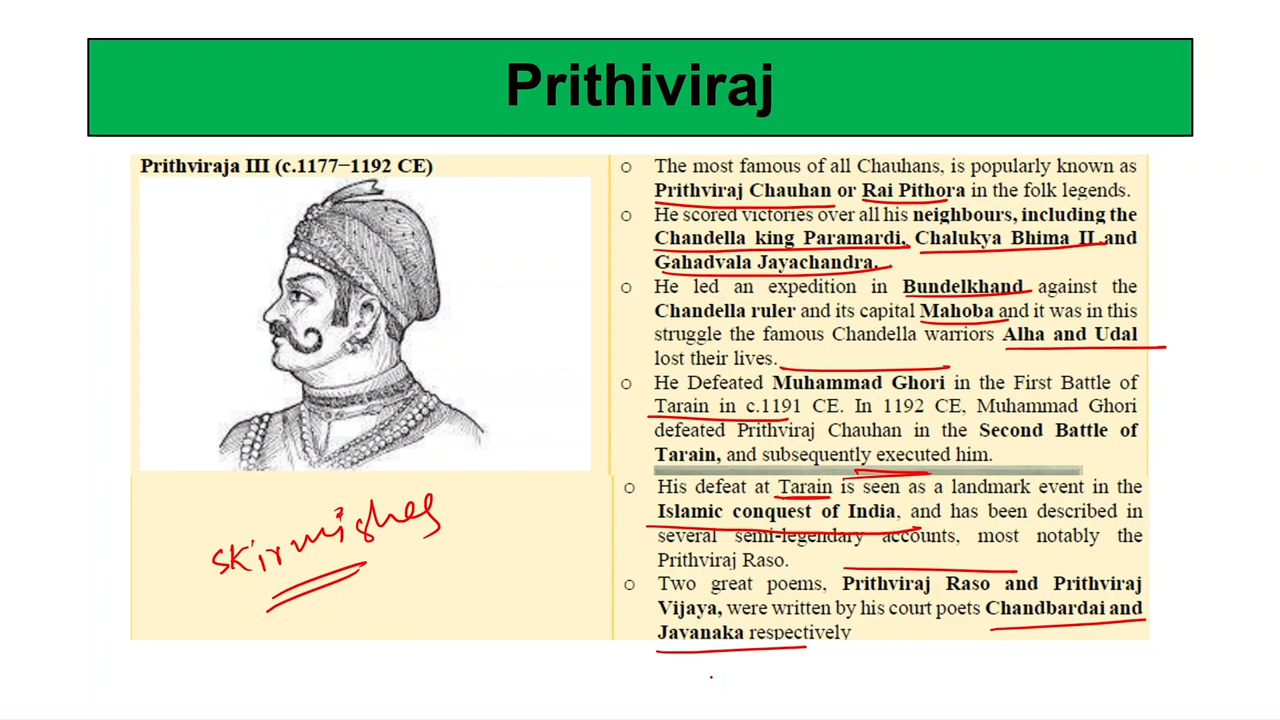 Prithiviraj
Prithviraja III (c.1177−1192 CE)
o The most famous of all Chauhans, is popularly known as
Prithviraj Chauhan or Rai Pithora in the folk legends.
o He scored victories over all his neighbours, including the
Chandella king Paramardi, Chalukya Bhima II and
Gahadvala Jayachandra.
o He led an expedition in Bundelkhand against the
Chandella ruler and its capital Mahoba and it was in this
struggle the famous Chandella warriors Alha and Udal
lost their lives.
o He Defeated Muhammad Ghori in the First Battle of
Tarain in c.1191 CE. In 1192 CE, Muhammad Ghori
defeated Prithviraj Chauhan in the Second Battle of
Tarain, and subsequently executed him.
o His defeat at Tarain is seen as a landmark event in the
Islamic conquest of India, and has been described in
several semi-legendary accounts, most notably the
Prithviraj Raso.
o Two great poems, Prithviraj Raso and Prithviraj
Vijaya, were written by his court poets Chandbardai and
Jayanaka respectively
skirmishes